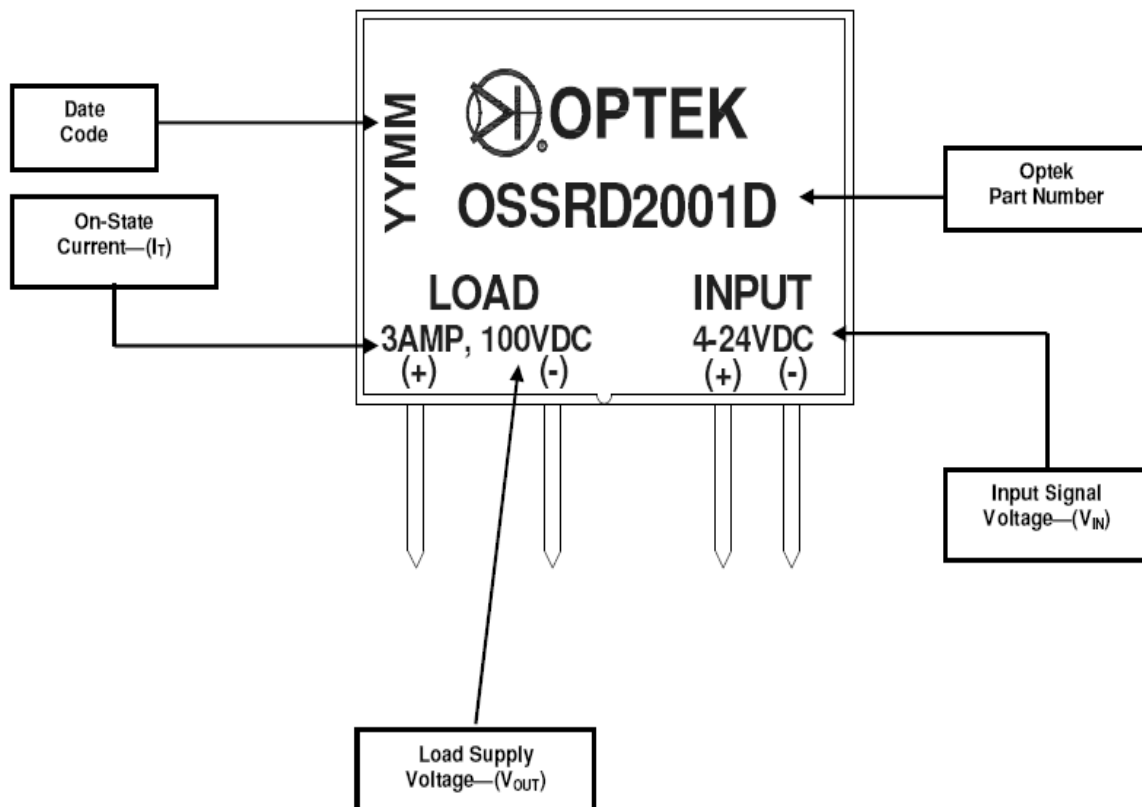 Date
Code
YYMM
OPTEK
OSSRD2001D
Optek
Part Number
On-State
Current—(IT)
LOAD
INPUT
3AMP, 100VDC
4-24VDC
(+) (-)
(+) (-)
Input Signal
Voltage—(VIN)
Load Supply
Voltage—(VOUT)